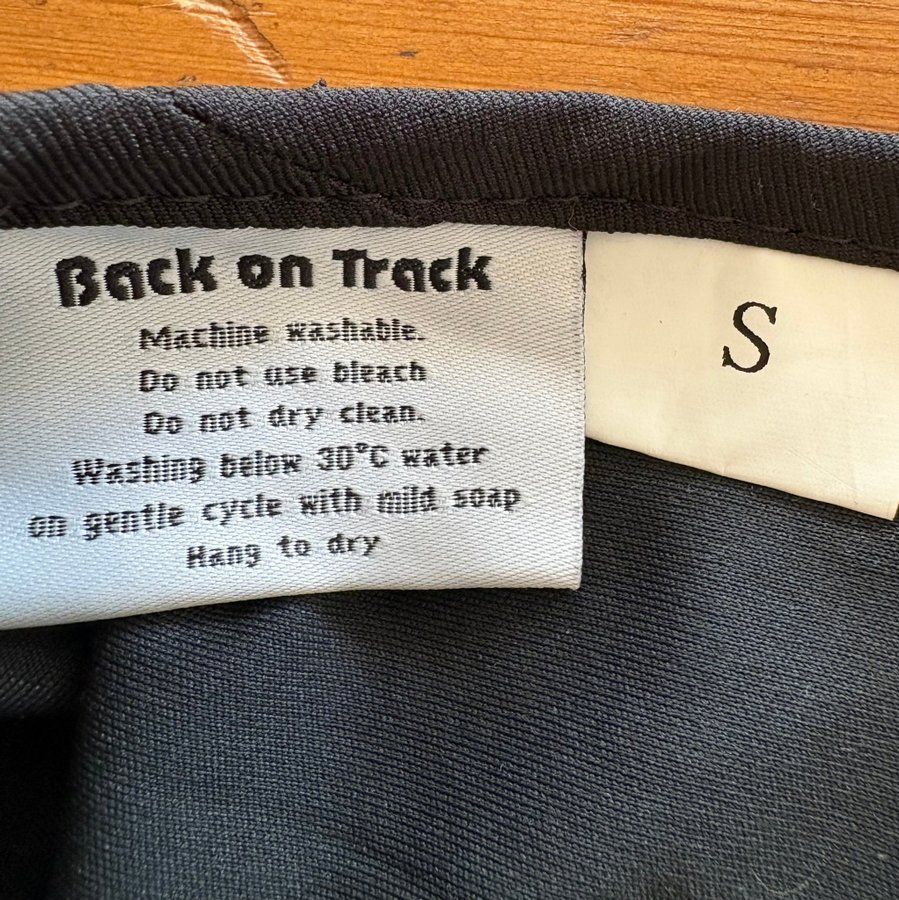 Back on Track
Machine washable.
Do not use bleach
Do not dry clean.
Washing below 30°C water
on gentle cycle with mild soap
Hang to dry
S